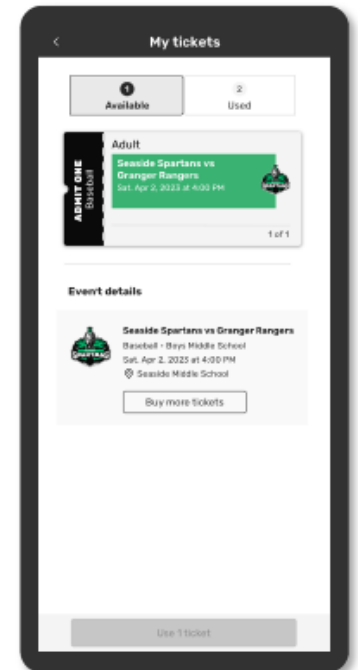 My tickets
1
Available
2
Used
ADMIT ONE
Baseball
Adult
Seaside Spartans vs
Granger Rangers
Sat. Apr 2, 2023 at 4:00 PM
1 of 1
Event details
SPARTANS
Seaside Spartans vs Granger Rangers
Baseball - Boys Middle School
Sat. Apr 2, 2023 at 4:00 PM
Seaside Middle School
Buy more tickets
Use 1 ticket